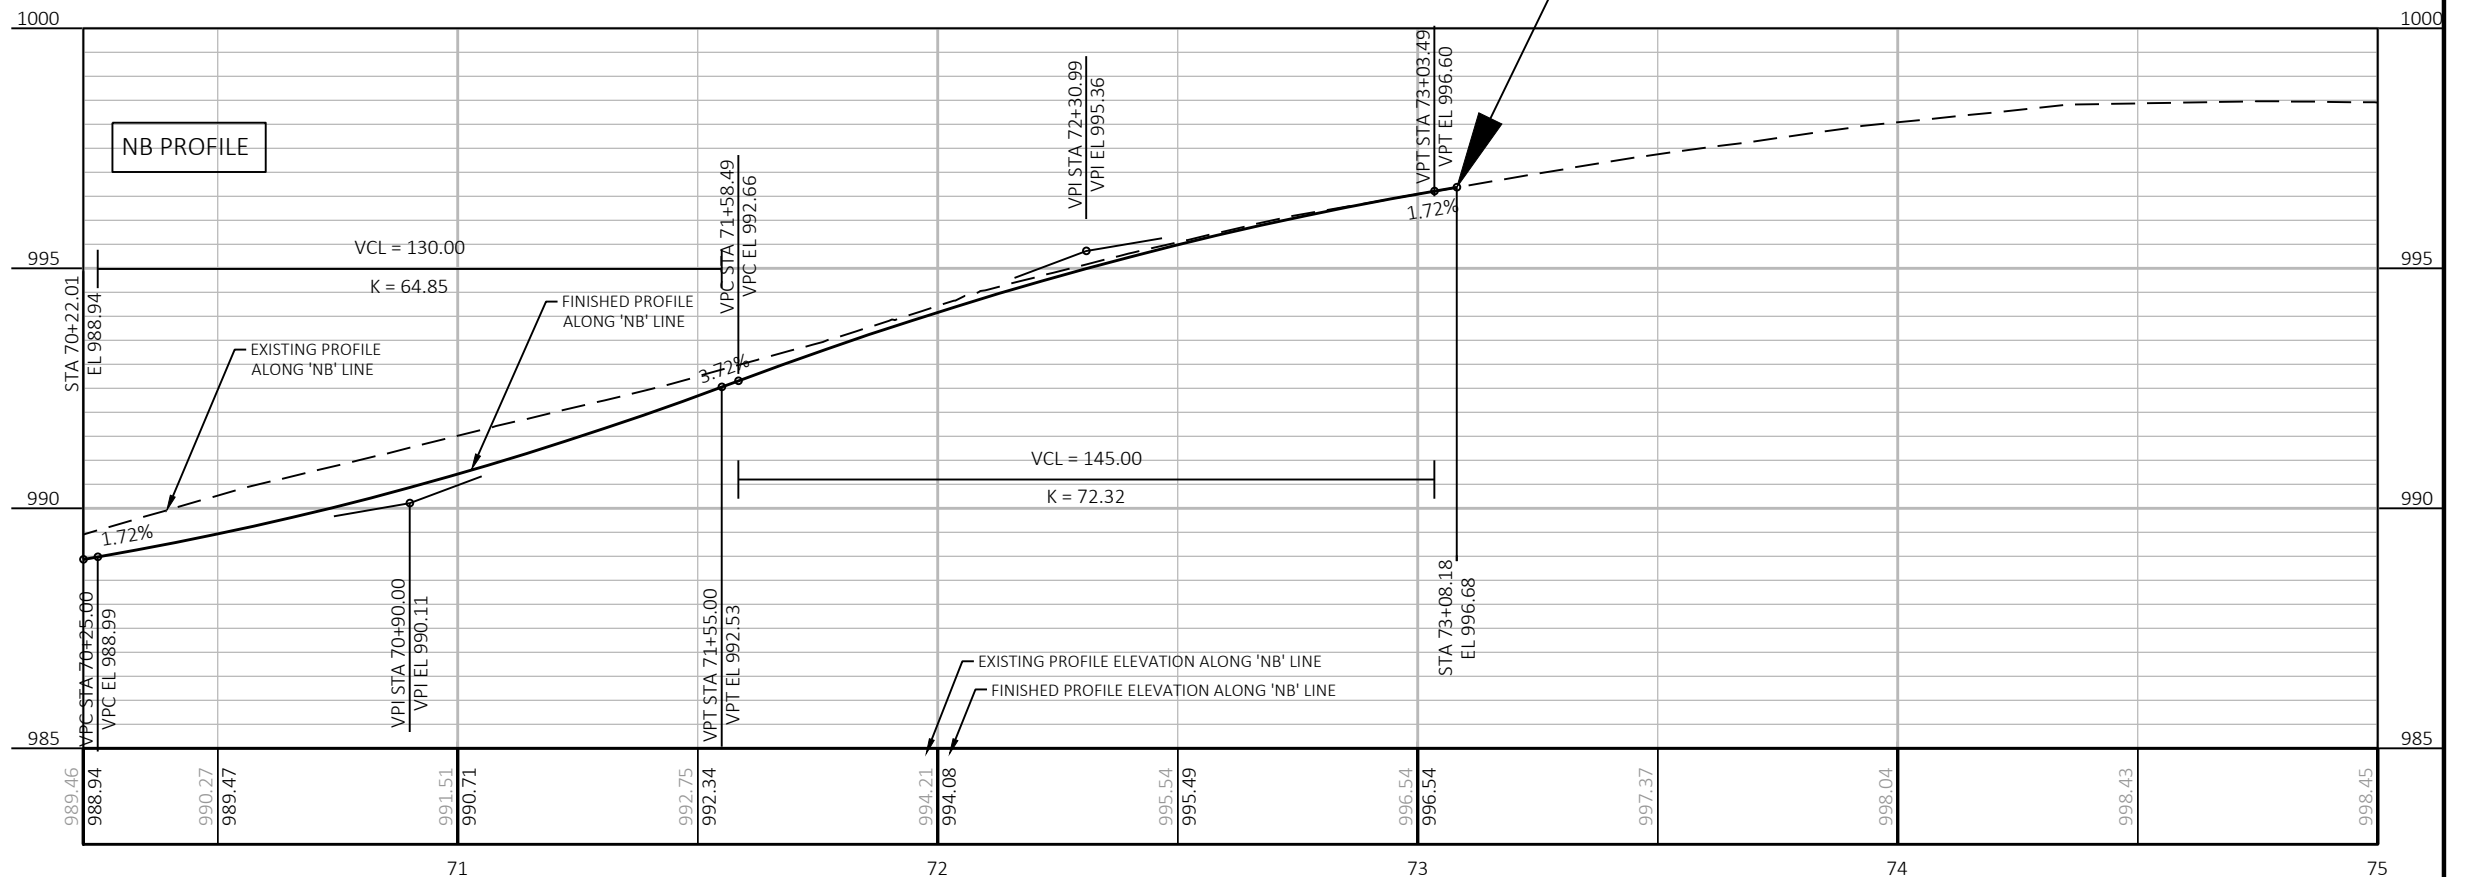 1000
1000
NB PROFILE
VPT STA 73+03.49
VPT EL 996.60
VPI STA 72+30.99
VPI EL 995.36
VPC STA 71+58.49
VPC EL 992.66
1.72%
VCL = 130.00
K = 64.85
995
995
STA 70+22.01
EL 988.94
FINISHED PROFILE
ALONG 'NB' LINE
EXISTING PROFILE
ALONG 'NB' LINE
3.72%
VCL = 145.00
K = 72.32
990
990
1.72%
VPC STA 70+25.00
VPC EL 988.99
VPI STA 70+90.00
VPI EL 990.11
VPT STA 71+55.00
VPT EL 992.53
STA 73+08.18
EL 996.68
EXISTING PROFILE ELEVATION ALONG 'NB' LINE
FINISHED PROFILE ELEVATION ALONG 'NB' LINE
985
985
989.46
988.94
990.27
989.47
991.51
990.71
992.75
992.34
994.21
994.08
995.54
995.49
996.54
996.54
997.37
998.04
998.43
998.45
71
72
73
74
75